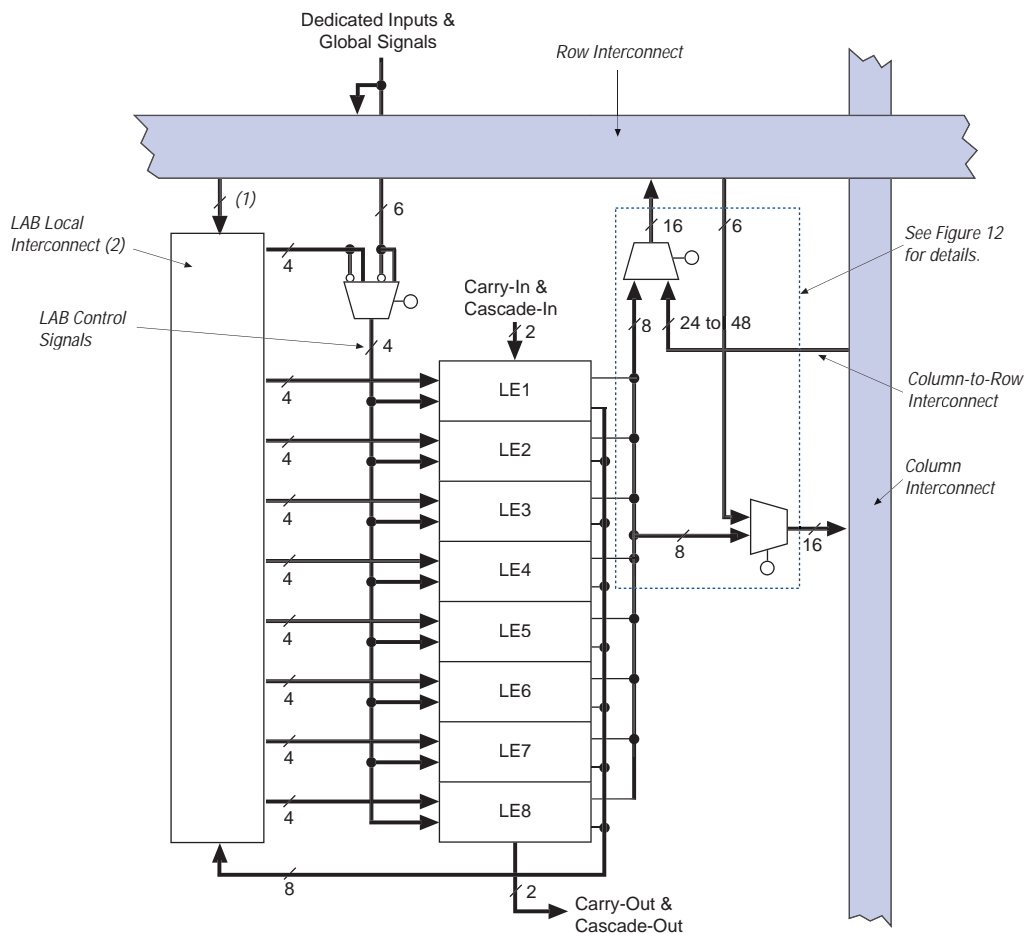 Dedicated Inputs &
Global Signals
Row Interconnect
(1)
6
16
6
LAB Local
Interconnect (2)
See Figure 12
for details.
4
Carry-In &
Cascade-In
LAB Control
Signals
4
2
8
24 to 48
Column-to-Row
Interconnect
LE1
4
LE2
4
Column
Interconnect
LE3
4
8
16
LE4
4
LE5
4
LE6
4
LE7
4
LE8
4
8
2
Carry-Out &
Cascade-Out